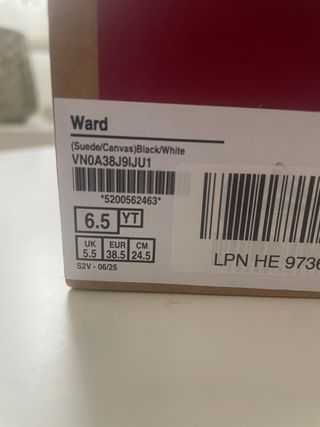 Ward
(Suede/Canvas)Black/White
VN0A38J9IJU1
*5200562463*
6.5 YT
UK EUR CM
5.5 38.5 24.5
S2V - 06/25
LPN HE 9736